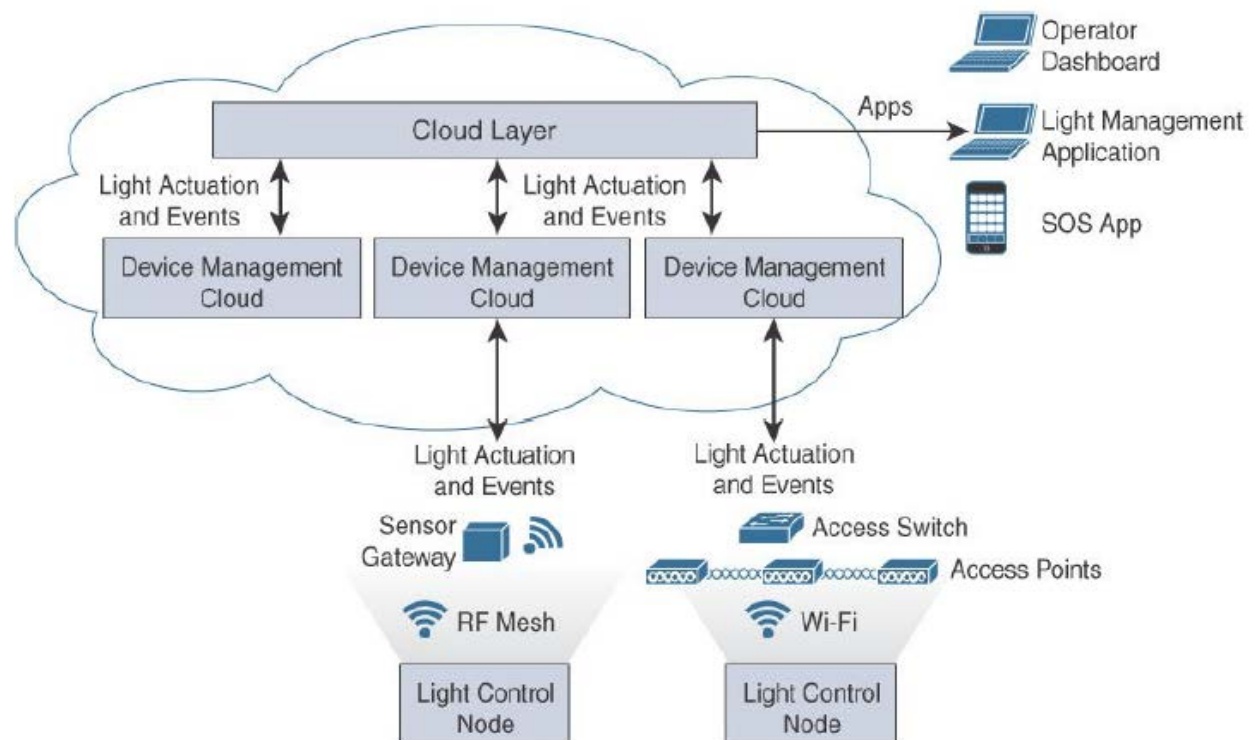 Operator
Dashboard
Apps
Light Management
Application
SOS App
Cloud Layer
Light Actuation
and Events
Light Actuation
and Events
Device Management
Cloud
Device Management
Cloud
Device Management
Cloud
Light Actuation
and Events
Light Actuation
and Events
Sensor
Gateway
Access Switch
Access Points
RF Mesh
Wi-Fi
Light Control
Node
Light Control
Node